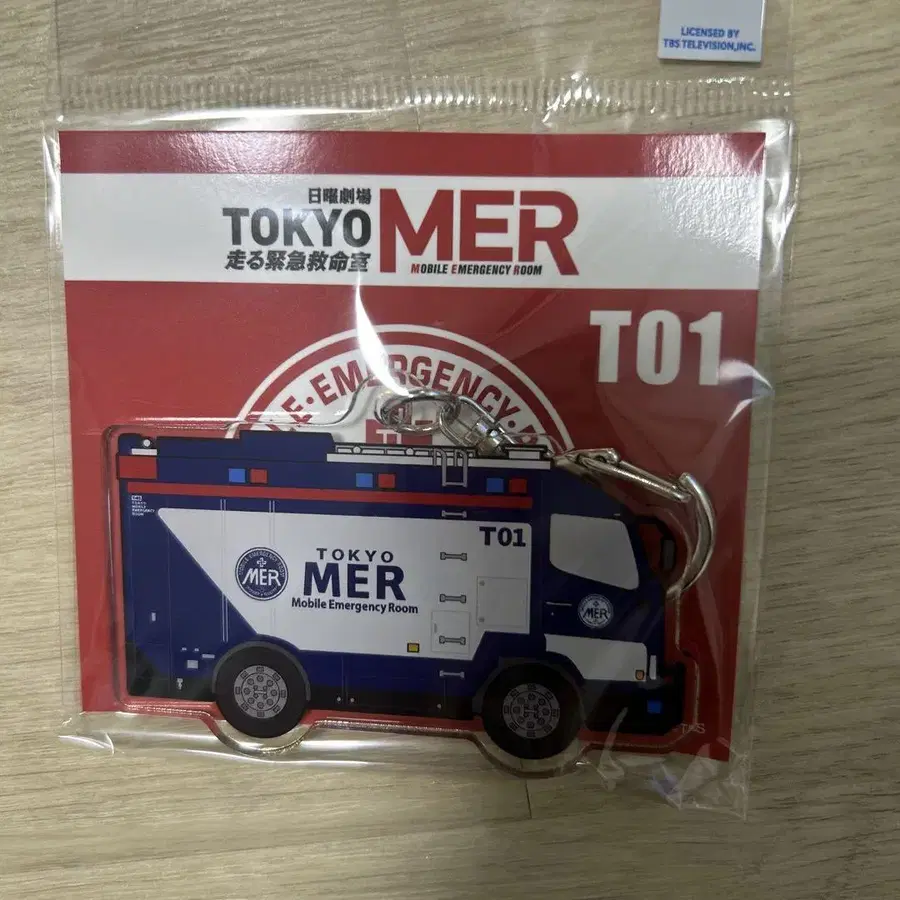 LICENSED BY
TBS TELEVISION,INC.
日曜劇場
TOKYO MER
走る緊急救命室
MOBILE EMERGENCY ROOM
T01
EMERGENCY
T01
TOKYO
MER
Mobile Emergency Room
MER
MER
TBS